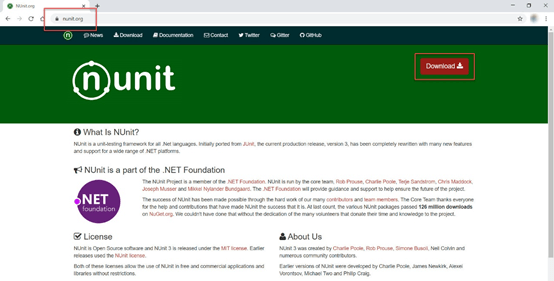 NUnit.org
nunit.org
News Download Documentation Contact Twitter Gitter GitHub
nunit
Download
What Is NUnit?
NUnit is a unit-testing framework for all .Net languages. Initially ported from JUnit, the current production release, version 3, has been completely rewritten with many new features
and support for a wide range of .NET platforms.
NUnit is a part of the .NET Foundation
.NET
foundation
The NUnit Project is a member of the .NET Foundation. NUnit is run by the core team, Rob Prouse, Charlie Poole, Terje Sandstrom, Chris Maddock,
Joseph Musser and Mikkel Nylander Bundgaard. The .NET Foundation will provide guidance and support to help ensure the future of the project.
The success of NUnit has been made possible through the hard work of our many contributors and team members. The Core Team thanks everyone
for the help and contributions that have made NUnit the success that it is. At last count, the various NUnit packages passed 126 million downloads
on NuGet.org. We couldn't have done that without the dedication of the many volunteers that donate their time and knowledge to the project.
License
NUnit is Open Source software and NUnit 3 is released under the MIT license. Earlier
releases used the NUnit license.
Both of these licenses allow the use of NUnit in free and commercial applications and
libraries without restrictions.
About Us
NUnit 3 was created by Charlie Poole, Rob Prouse, Simone Busoli, Neil Colvin and
numerous community contributors.
Earlier versions of NUnit were developed by Charlie Poole, James Newkirk, Alexei
Vorontsov, Michael Two and Philip Craig.